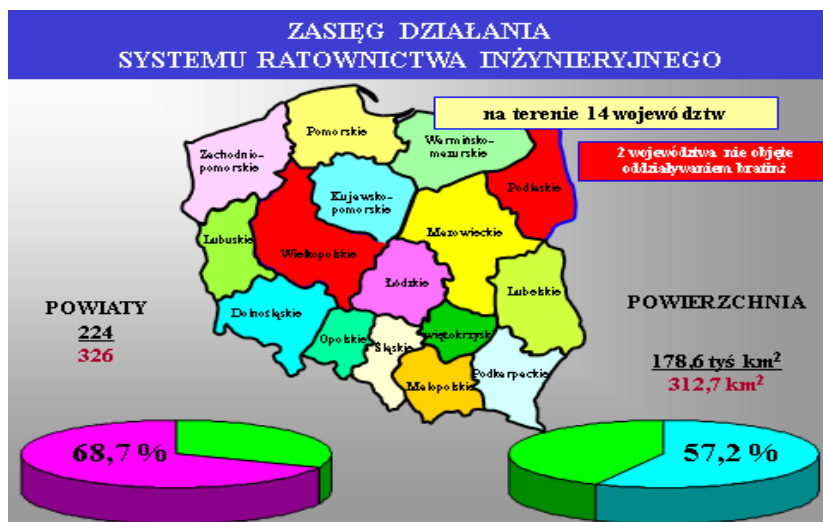 ZASIĘG DZIAŁANIA
SYSTEMU RATOWNICTWA INŻYNIERYJNEGO
na terenie 14 województw
2 województwa nie objęte
oddziaływaniem bratinż
Pomorskie
Warmińsko-
mazurskie
Zachodnio-
pomorskie
Podlaskie
Kujawsko-
pomorskie
Lubuskie
Wielkopolskie
Mazowieckie
Łódzkie
Lubelskie
Dolnośląskie
Opolskie
Śląskie
więtokrzysk
Małopolskie
Podkarpackie
POWIATY
224
326
POWIERZCHNIA
178,6 tyś km²
312,7 km²
68,7 %
57,2 %